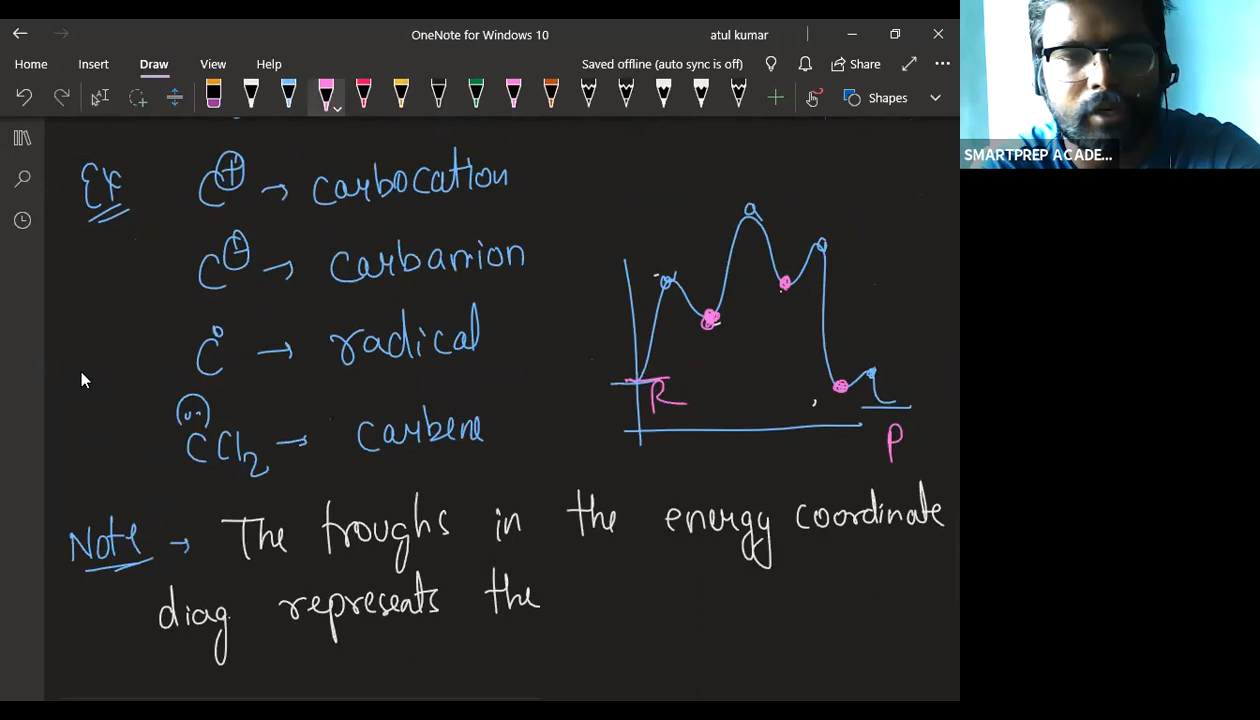 OneNote for Windows 10
atul kumar
Home Insert Draw View Help
Saved offline (auto sync is off)
Share
Shapes
SMARTPREP ACADE...
Ex C⊕ → carbocation
C⊖ → carbanion
C° → radical
:CCl2 → carbene
R
P
Note → The troughs in the energy coordinate
diag. represents the